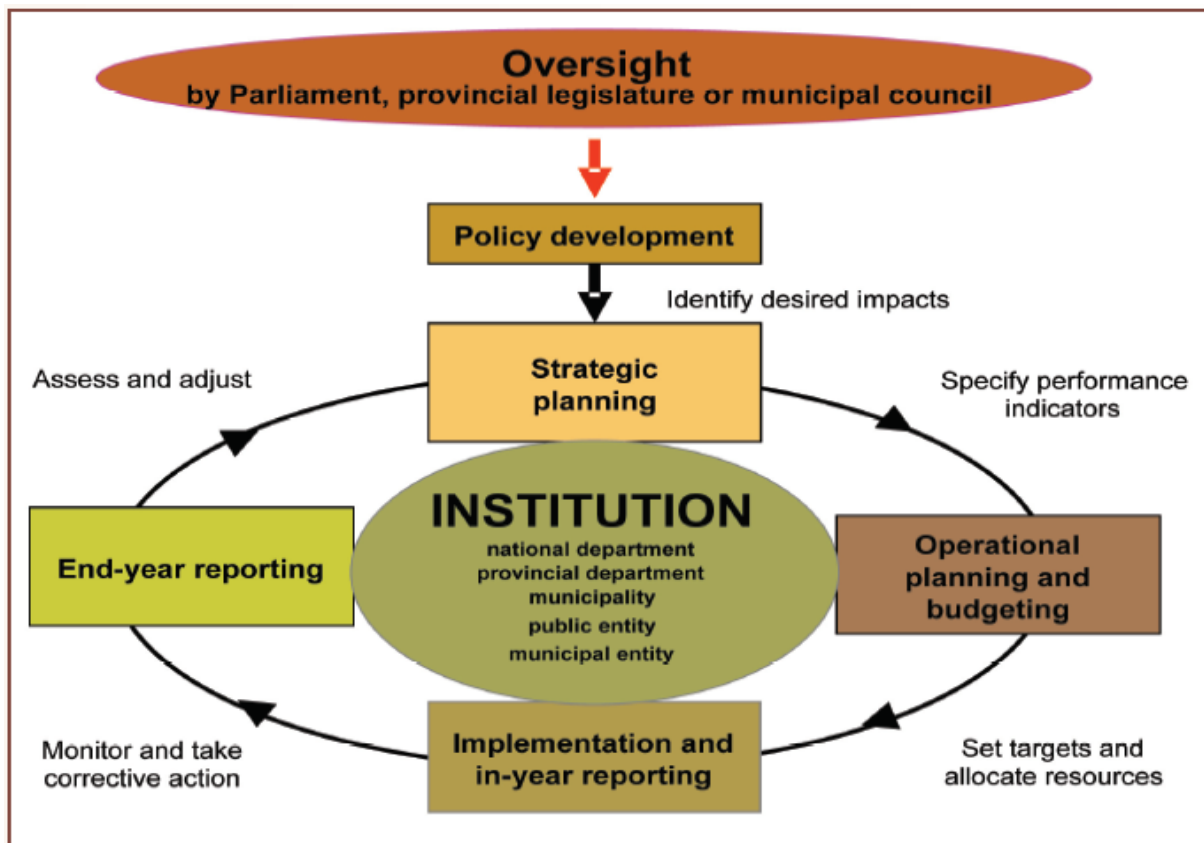 Oversight
by Parliament, provincial legislature or municipal council
Policy development
Identify desired impacts
Strategic
planning
Assess and adjust
Specify performance
indicators
INSTITUTION
national department
provincial department
municipality
public entity
municipal entity
End-year reporting
Operational
planning and
budgeting
Implementation and
in-year reporting
Monitor and take
corrective action
Set targets and
allocate resources